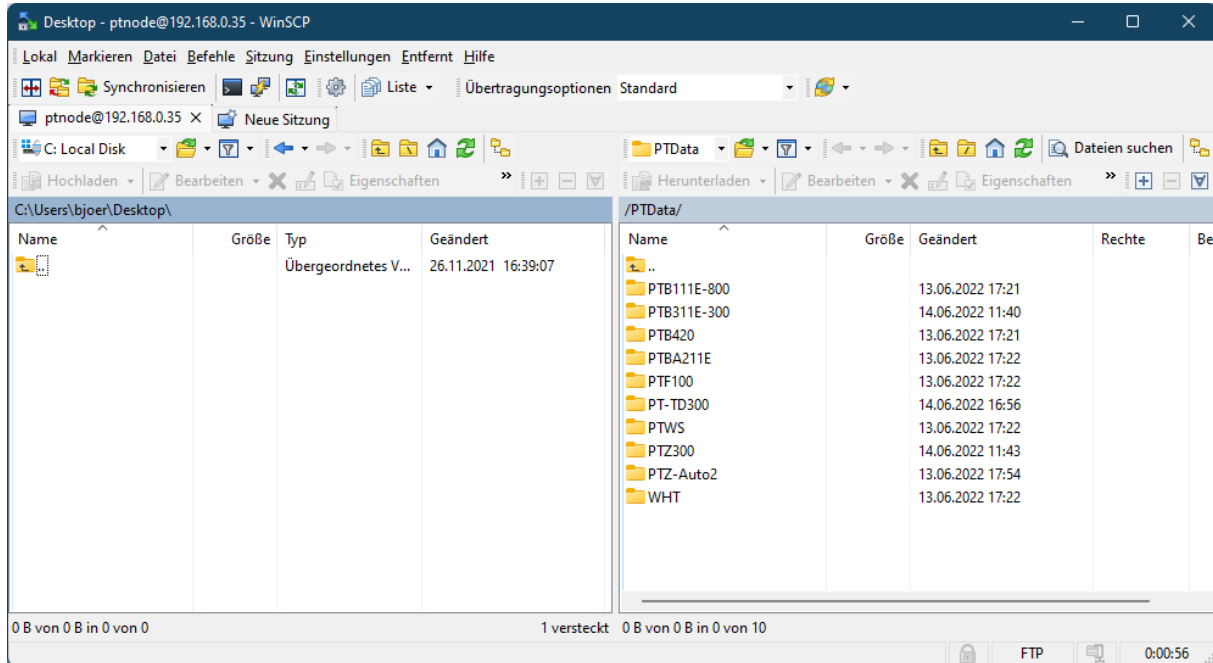 Desktop - ptnode@192.168.0.35 - WinSCP
Lokal Markieren Datei Befehle Sitzung Einstellungen Entfernt Hilfe
Synchronisieren Liste Übertragungsoptionen Standard
ptnode@192.168.0.35 Neue Sitzung
C: Local Disk
Hochladen Bearbeiten Eigenschaften
C:\Users\bjoer\Desktop\
Name Größe Typ Geändert
.. Übergeordnetes V... 26.11.2021 16:39:07
0 B von 0 B in 0 von 0 1 versteckt
PTData Dateien suchen
Herunterladen Bearbeiten Eigenschaften
/PTData/
Name Größe Geändert Rechte Be
..
PTB111E-800 13.06.2022 17:21
PTB311E-300 14.06.2022 11:40
PTB420 13.06.2022 17:21
PTBA211E 13.06.2022 17:22
PTF100 13.06.2022 17:22
PT-TD300 14.06.2022 16:56
PTWS 13.06.2022 17:22
PTZ300 14.06.2022 11:43
PTZ-Auto2 13.06.2022 17:54
WHT 13.06.2022 17:22
0 B von 0 B in 0 von 10
FTP 0:00:56